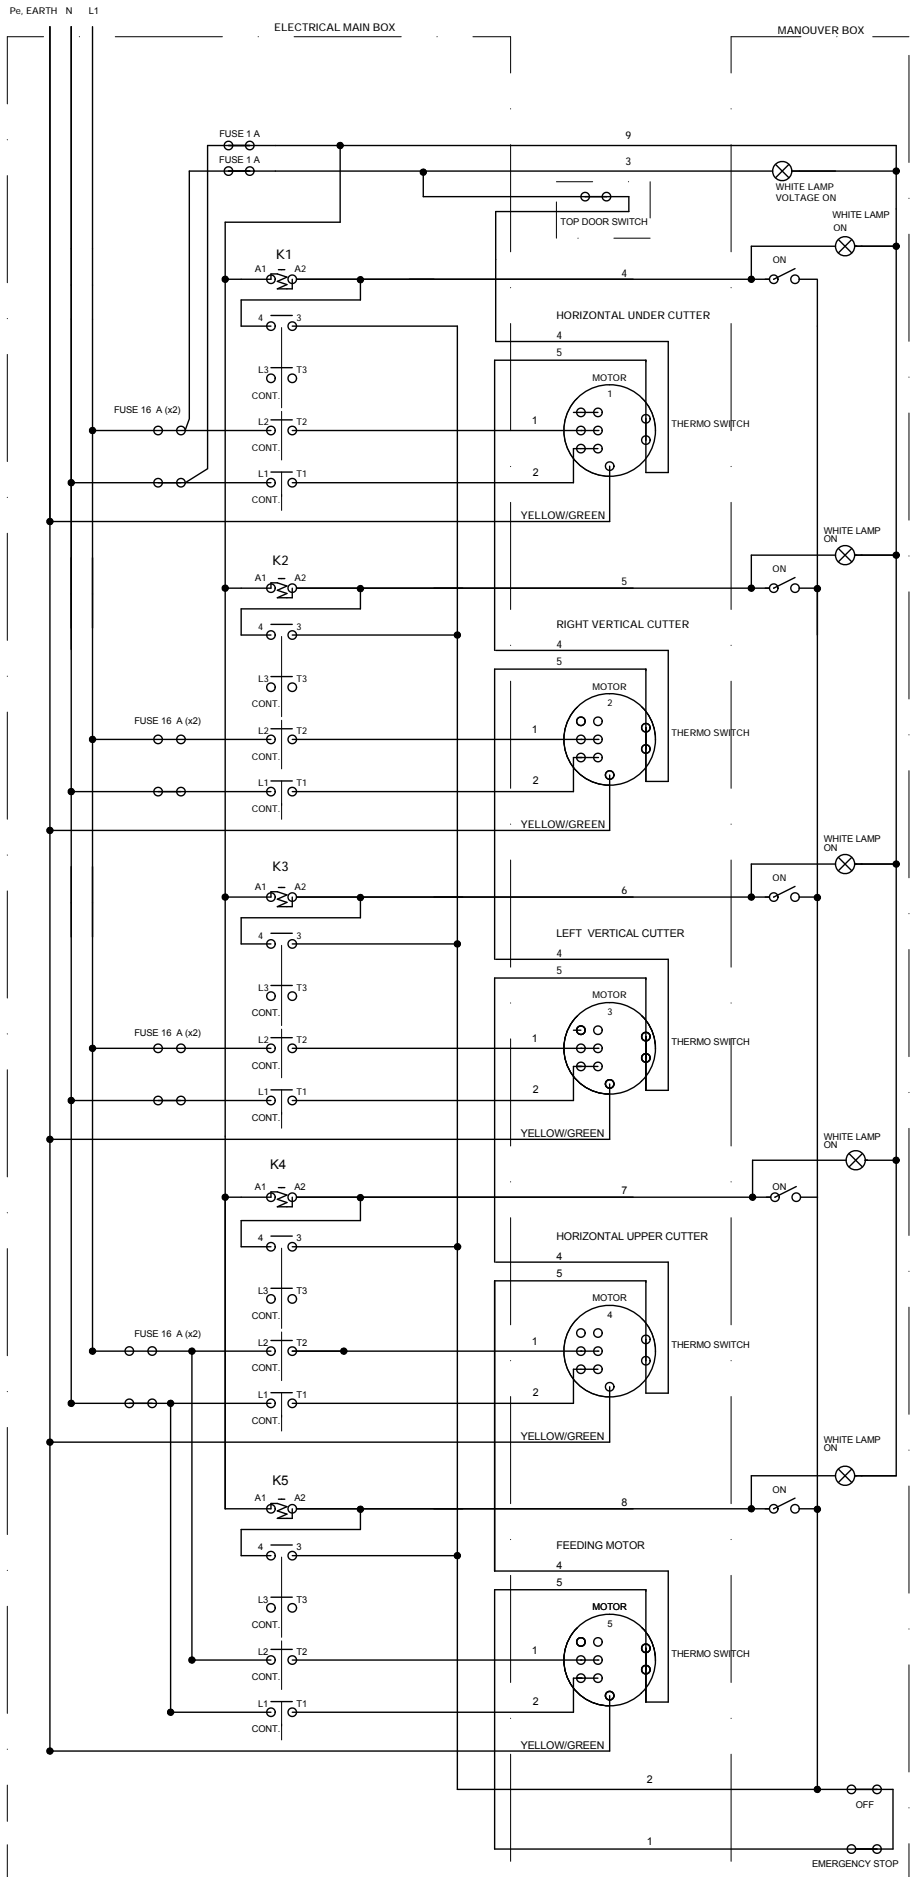 Pe, EARTH N L1
ELECTRICAL MAIN BOX
MANOUVER BOX
FUSE 1 A
9
FUSE 1 A
3
WHITE LAMP
VOLTAGE ON
TOP DOOR SWITCH
WHITE LAMP
ON
K1
A1 A2
4
ON
4 3
HORIZONTAL UNDER CUTTER
4
5
L3 T3
CONT.
MOTOR
1
FUSE 16 A (x2)
L2 T2
CONT.
1
THERMO SWITCH
L1 T1
CONT.
2
YELLOW/GREEN
WHITE LAMP
ON
K2
A1 A2
5
ON
4 3
RIGHT VERTICAL CUTTER
4
5
L3 T3
CONT.
MOTOR
2
FUSE 16 A (x2)
L2 T2
CONT.
1
THERMO SWITCH
L1 T1
CONT.
2
YELLOW/GREEN
WHITE LAMP
ON
K3
A1 A2
6
ON
4 3
LEFT VERTICAL CUTTER
4
5
L3 T3
CONT.
MOTOR
3
FUSE 16 A (x2)
L2 T2
CONT.
1
THERMO SWITCH
L1 T1
CONT.
2
YELLOW/GREEN
WHITE LAMP
ON
K4
A1 A2
7
ON
4 3
HORIZONTAL UPPER CUTTER
4
5
L3 T3
CONT.
MOTOR
4
FUSE 16 A (x2)
L2 T2
CONT.
1
THERMO SWITCH
L1 T1
CONT.
2
YELLOW/GREEN
WHITE LAMP
ON
K5
A1 A2
8
ON
4 3
FEEDING MOTOR
4
5
L3 T3
CONT.
MOTOR
5
L2 T2
CONT.
1
THERMO SWITCH
L1 T1
CONT.
2
YELLOW/GREEN
2
OFF
1
EMERGENCY STOP